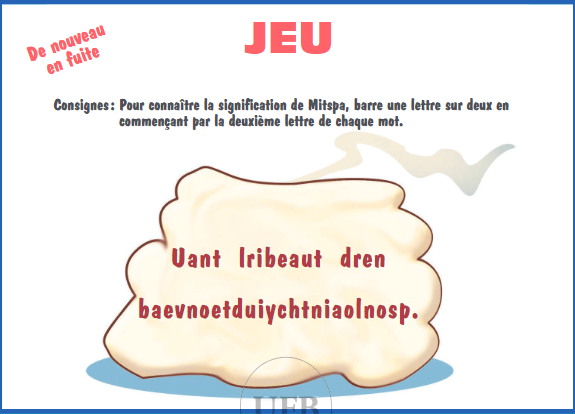 De nouveau
en fuite
JEU
Consignes : Pour connaître la signification de Mitspa, barre une lettre sur deux en
commençant par la deuxième lettre de chaque mot.
Uant lribeaut dren
baevnoetduiychtniaolnosp.
UEB